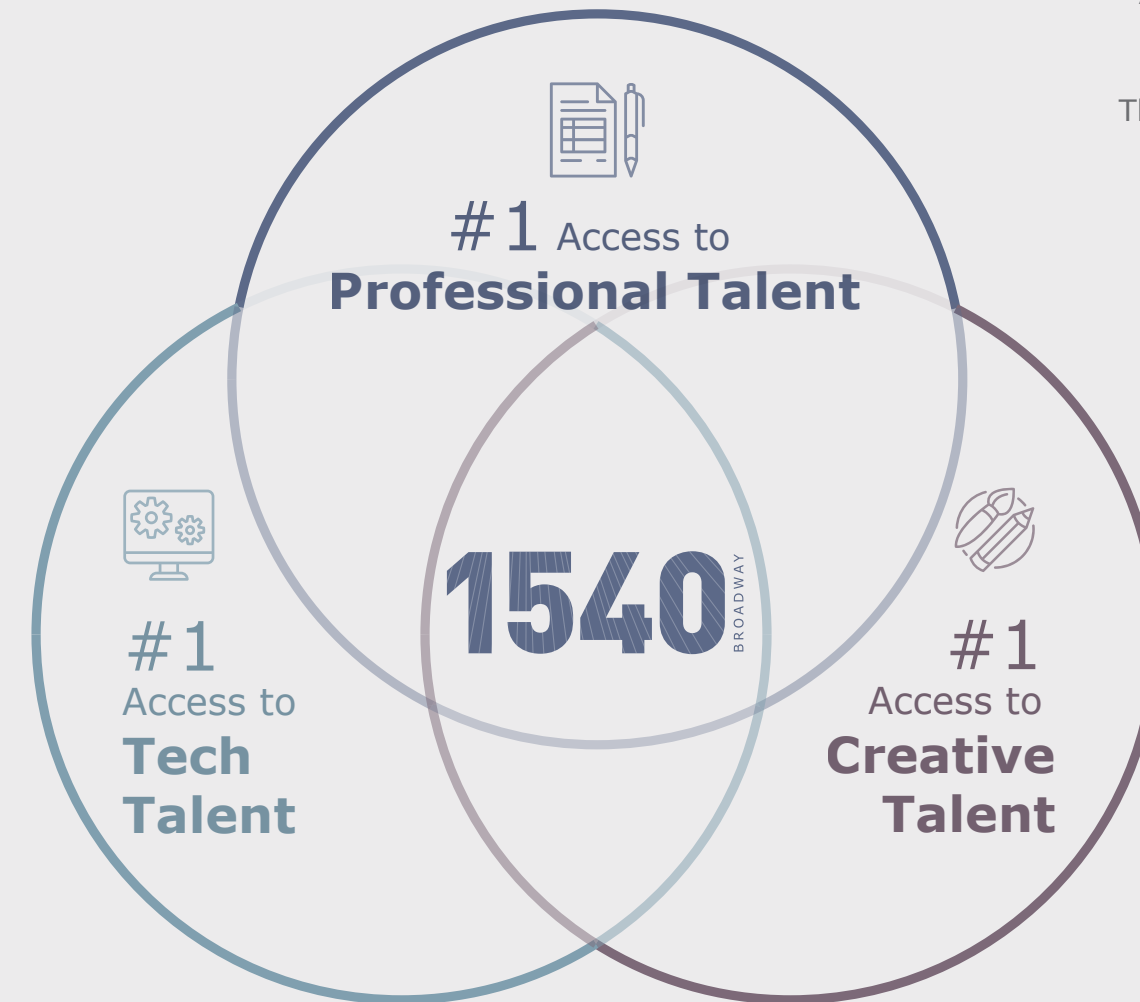 #1 Access to
Professional Talent
1540
BROADWAY
#1
Access to
Tech
Talent
#1
Access to
Creative
Talent